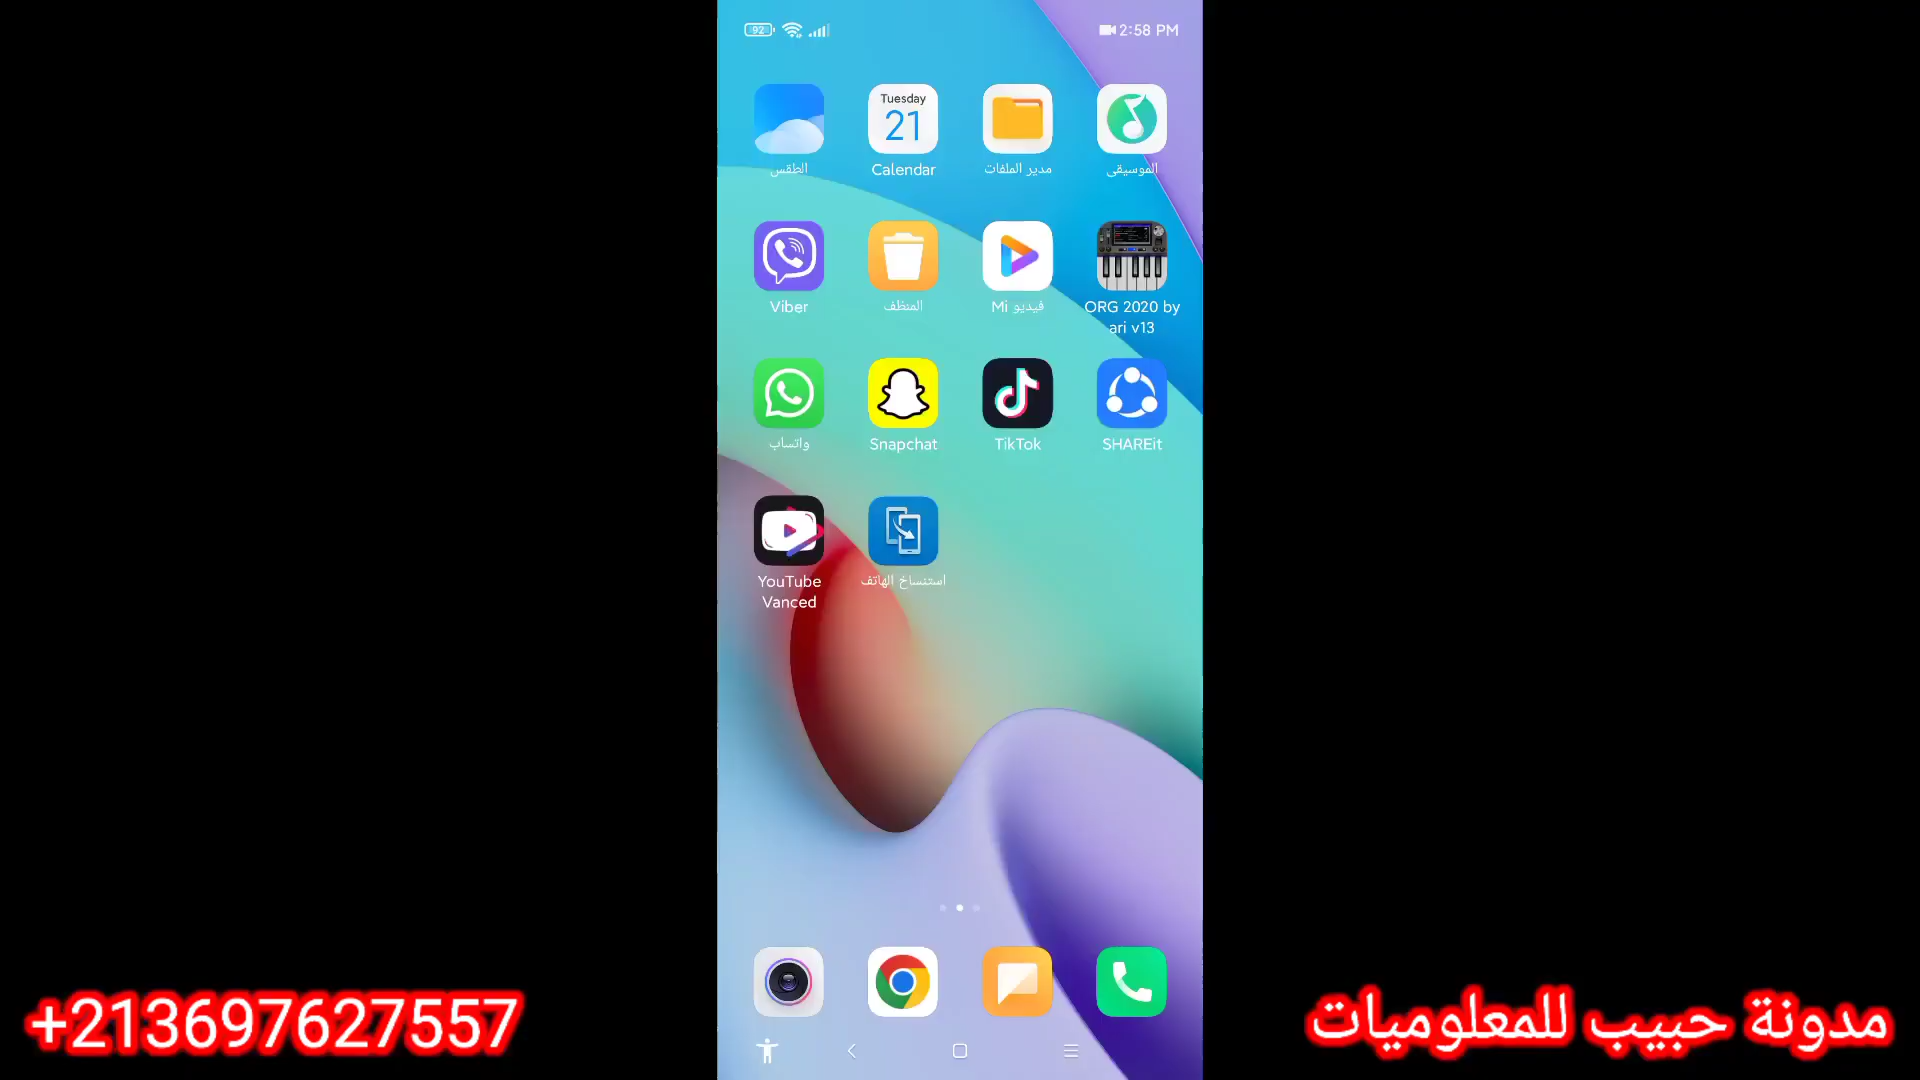 92
2:58 PM
Tuesday
21
الطقس
Calendar
مدير الملفات
الموسيقى
Viber
المنظف
فيديو Mi
ORG 2020 by
ari v13
واتساب
Snapchat
TikTok
SHAREit
YouTube
Vanced
استنساخ الهاتف
+213697627557
مدونة حبيب للمعلوميات